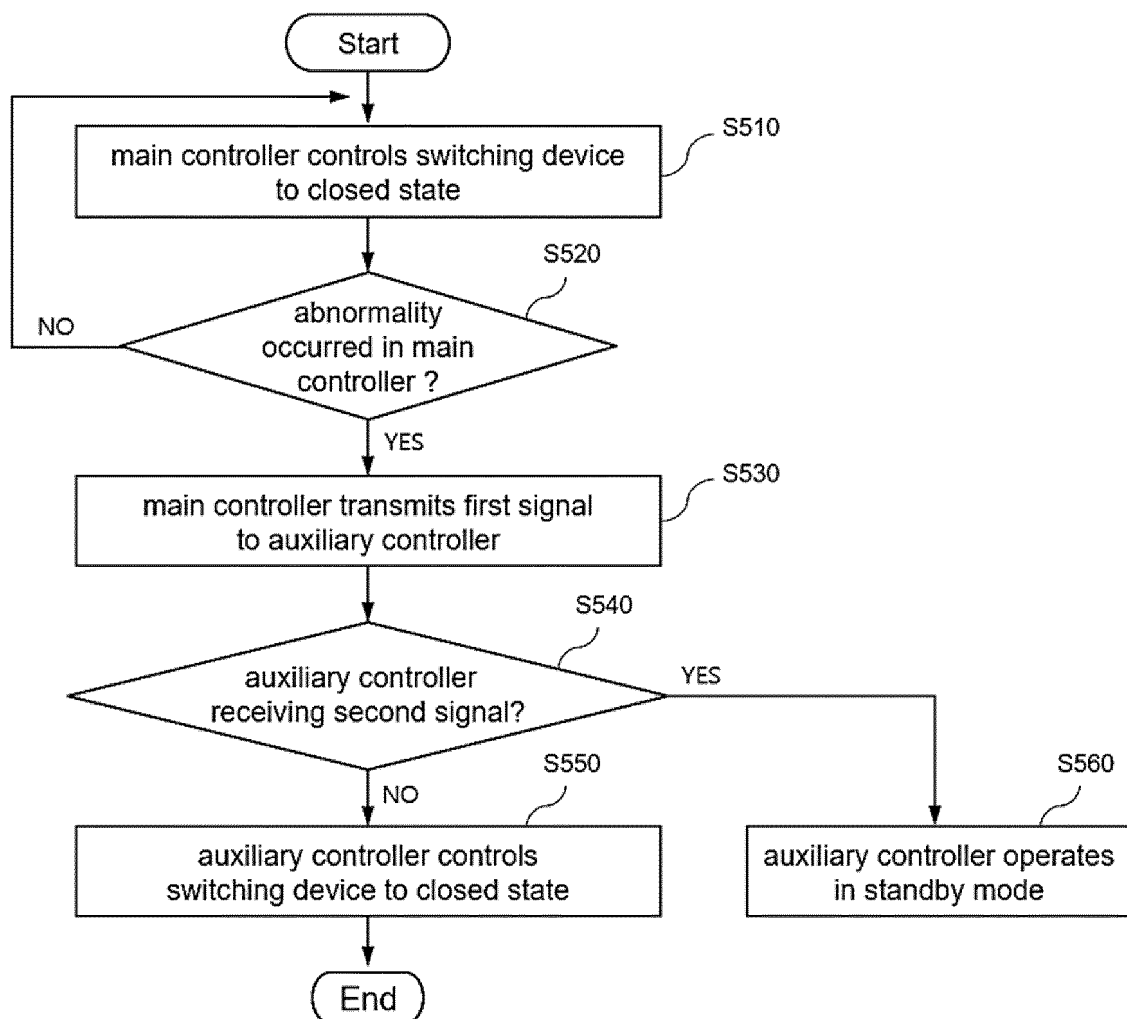 Start
S510
main controller controls switching device
to closed state
S520
abnormality
occurred in main
controller ?
NO
YES
S530
main controller transmits first signal
to auxiliary controller
S540
auxiliary controller
receiving second signal?
YES
NO
S550
auxiliary controller controls
switching device to closed state
S560
auxiliary controller operates
in standby mode
End